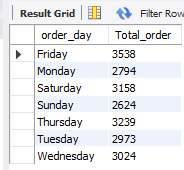 Result Grid Filter Row
order_day Total_order
Friday 3538
Monday 2794
Saturday 3158
Sunday 2624
Thursday 3239
Tuesday 2973
Wednesday 3024